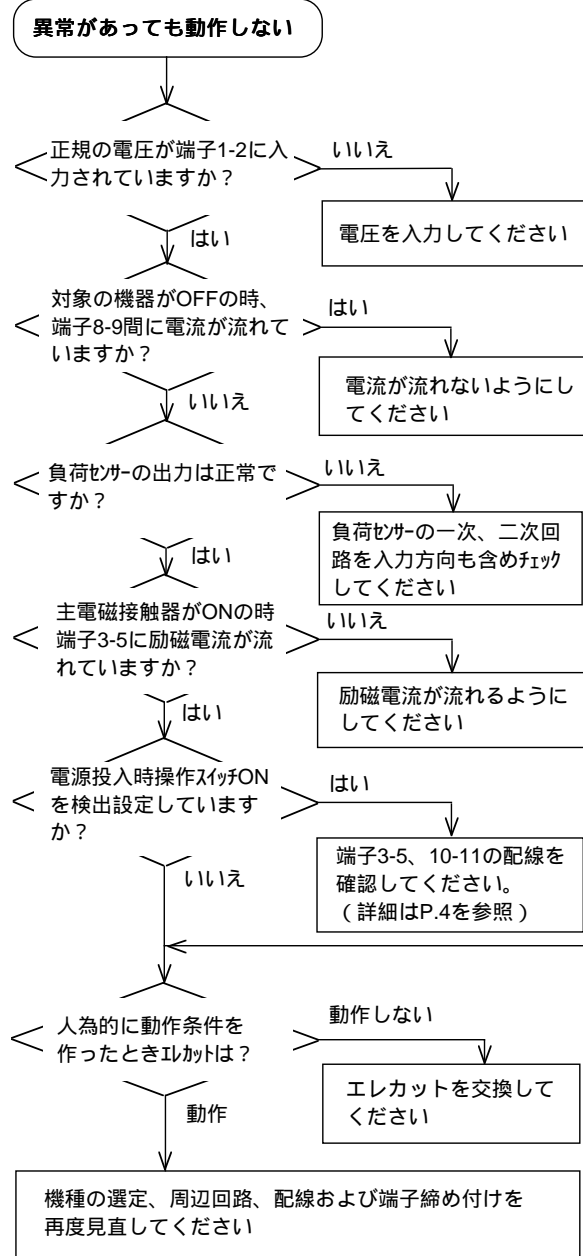 異常があっても動作しない
正規の電圧が端子1-2に入
力されていますか？
いいえ
電圧を入力してください
はい
対象の機器がOFFの時、
端子8-9間に電流が流れて
いますか？
はい
電流が流れないようにし
てください
いいえ
負荷ｾﾝｻｰの出力は正常で
すか？
いいえ
負荷ｾﾝｻｰの一次、二次回
路を入力方向も含めﾁｪｯｸ
してください
はい
主電磁接触器がONの時
端子3-5に励磁電流が流
れていますか？
いいえ
励磁電流が流れるように
してください
はい
電源投入時操作ｽｲｯﾁON
を検出設定しています
か？
はい
端子3-5、10-11の配線を
確認してください。
（詳細はP.4を参照）
いいえ
人為的に動作条件を
作ったときｴﾚｶｯﾄは？
動作しない
エレカットを交換して
ください
動作
機種の選定、周辺回路、配線および端子締め付けを
再度見直してください